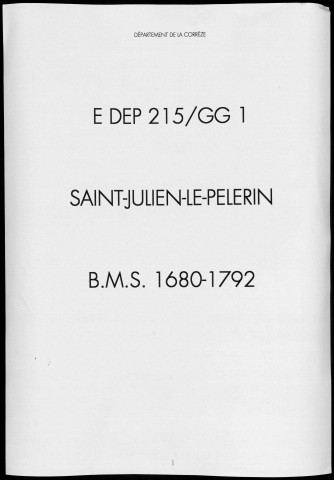 DÉPARTEMENT DE LA CORRÈZE
E DEP 215/GG 1
SAINT-JULIEN-LE-PELERIN
B.M.S. 1680-1792